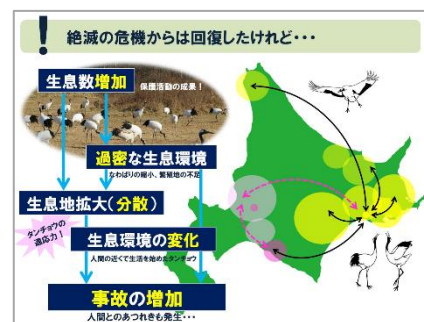 ! 絶滅の危機からは回復したけれど・・・
生息数増加
保護活動の成果！
過密な生息環境
なわばりの縮小、繁殖地の不足
生息地拡大（分散）
タンチョウの
適応力！
生息環境の変化
人間の近くで生活を始めたタンチョウ
事故の増加
人間とのあつれきも発生・・・